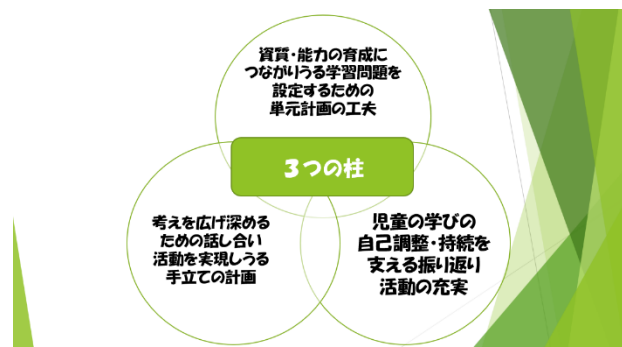 資質・能力の育成に
つながりうる学習問題を
設定するための
単元計画の工夫
3つの柱
考えを広げ深める
ための話し合い
活動を実現しうる
手立ての計画
児童の学びの
自己調整・持続を
支える振り返り
活動の充実